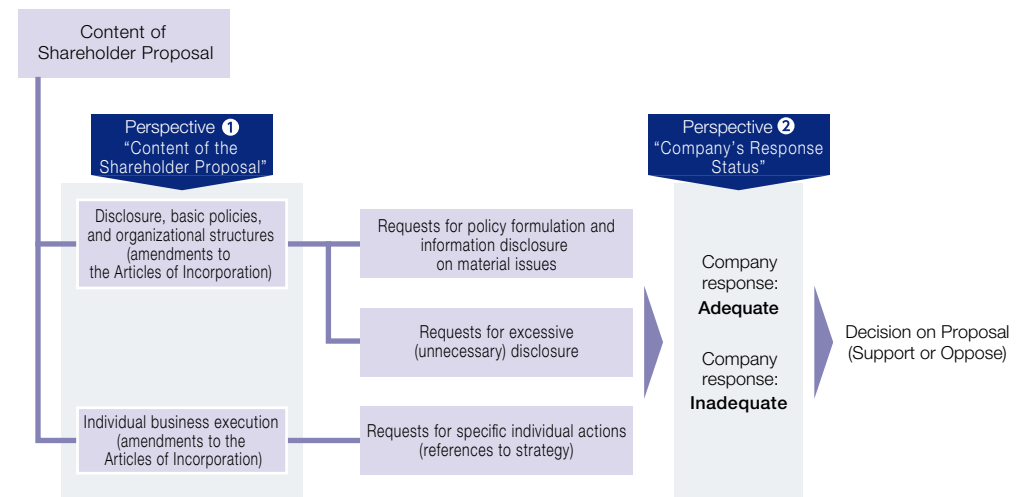 Content of
Shareholder Proposal
Perspective ❶
“Content of the
Shareholder Proposal”
Disclosure, basic policies,
and organizational structures
(amendments to
the Articles of Incorporation)
Individual business execution
(amendments to the
Articles of Incorporation)
Requests for policy formulation and
information disclosure
on material issues
Requests for excessive
(unnecessary) disclosure
Requests for specific individual actions
(references to strategy)
Perspective ❷
“Company’s Response
Status”
Company
response:
Adequate
Company
response:
Inadequate
Decision on Proposal
(Support or Oppose)